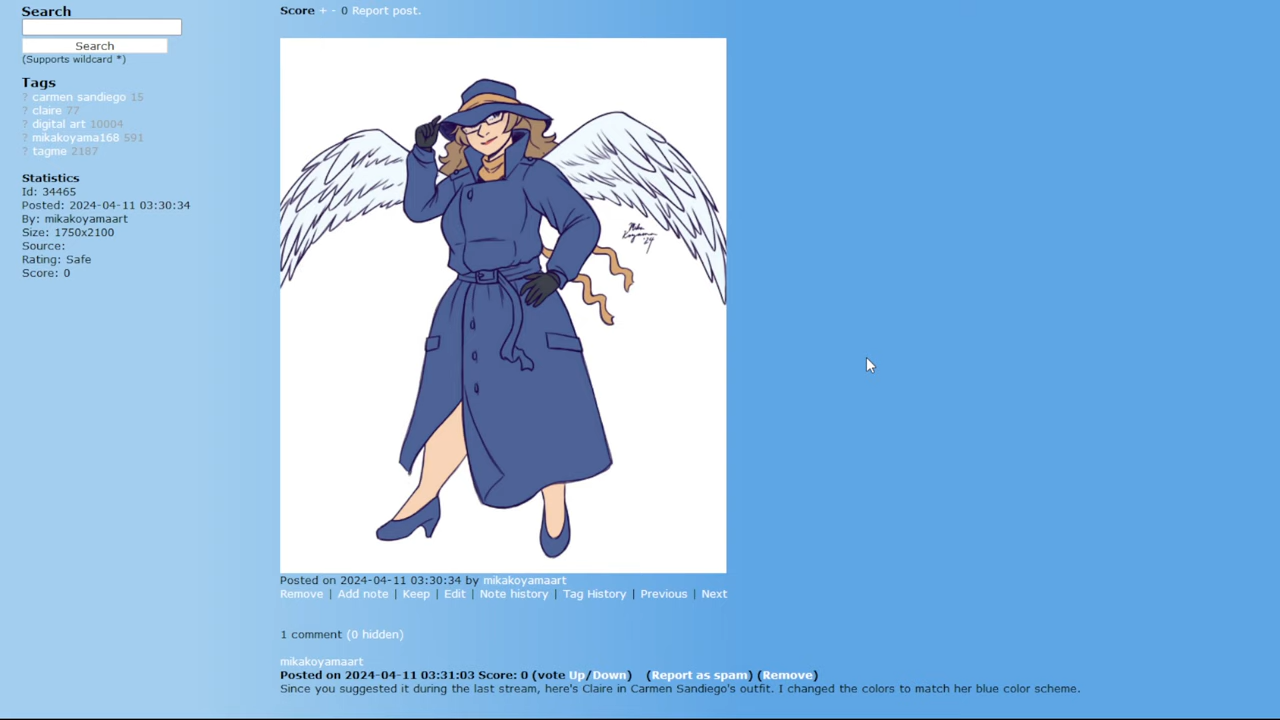 Search
Search
(Supports wildcard *)
Tags
? carmen sandiego 15
? claire 77
? digital art 10004
? mikakoyama168 591
? tagme 2187
Statistics
Id: 34465
Posted: 2024-04-11 03:30:34
By: mikakoyamaart
Size: 1750x2100
Source:
Rating: Safe
Score: 0
Score + - 0 Report post.
Mika
Koyama
'24
Posted on 2024-04-11 03:30:34 by mikakoyamaart
Remove | Add note | Keep | Edit | Note history | Tag History | Previous | Next
1 comment (0 hidden)
mikakoyamaart
Posted on 2024-04-11 03:31:03 Score: 0 (vote Up/Down) (Report as spam) (Remove)
Since you suggested it during the last stream, here's Claire in Carmen Sandiego's outfit. I changed the colors to match her blue color scheme.